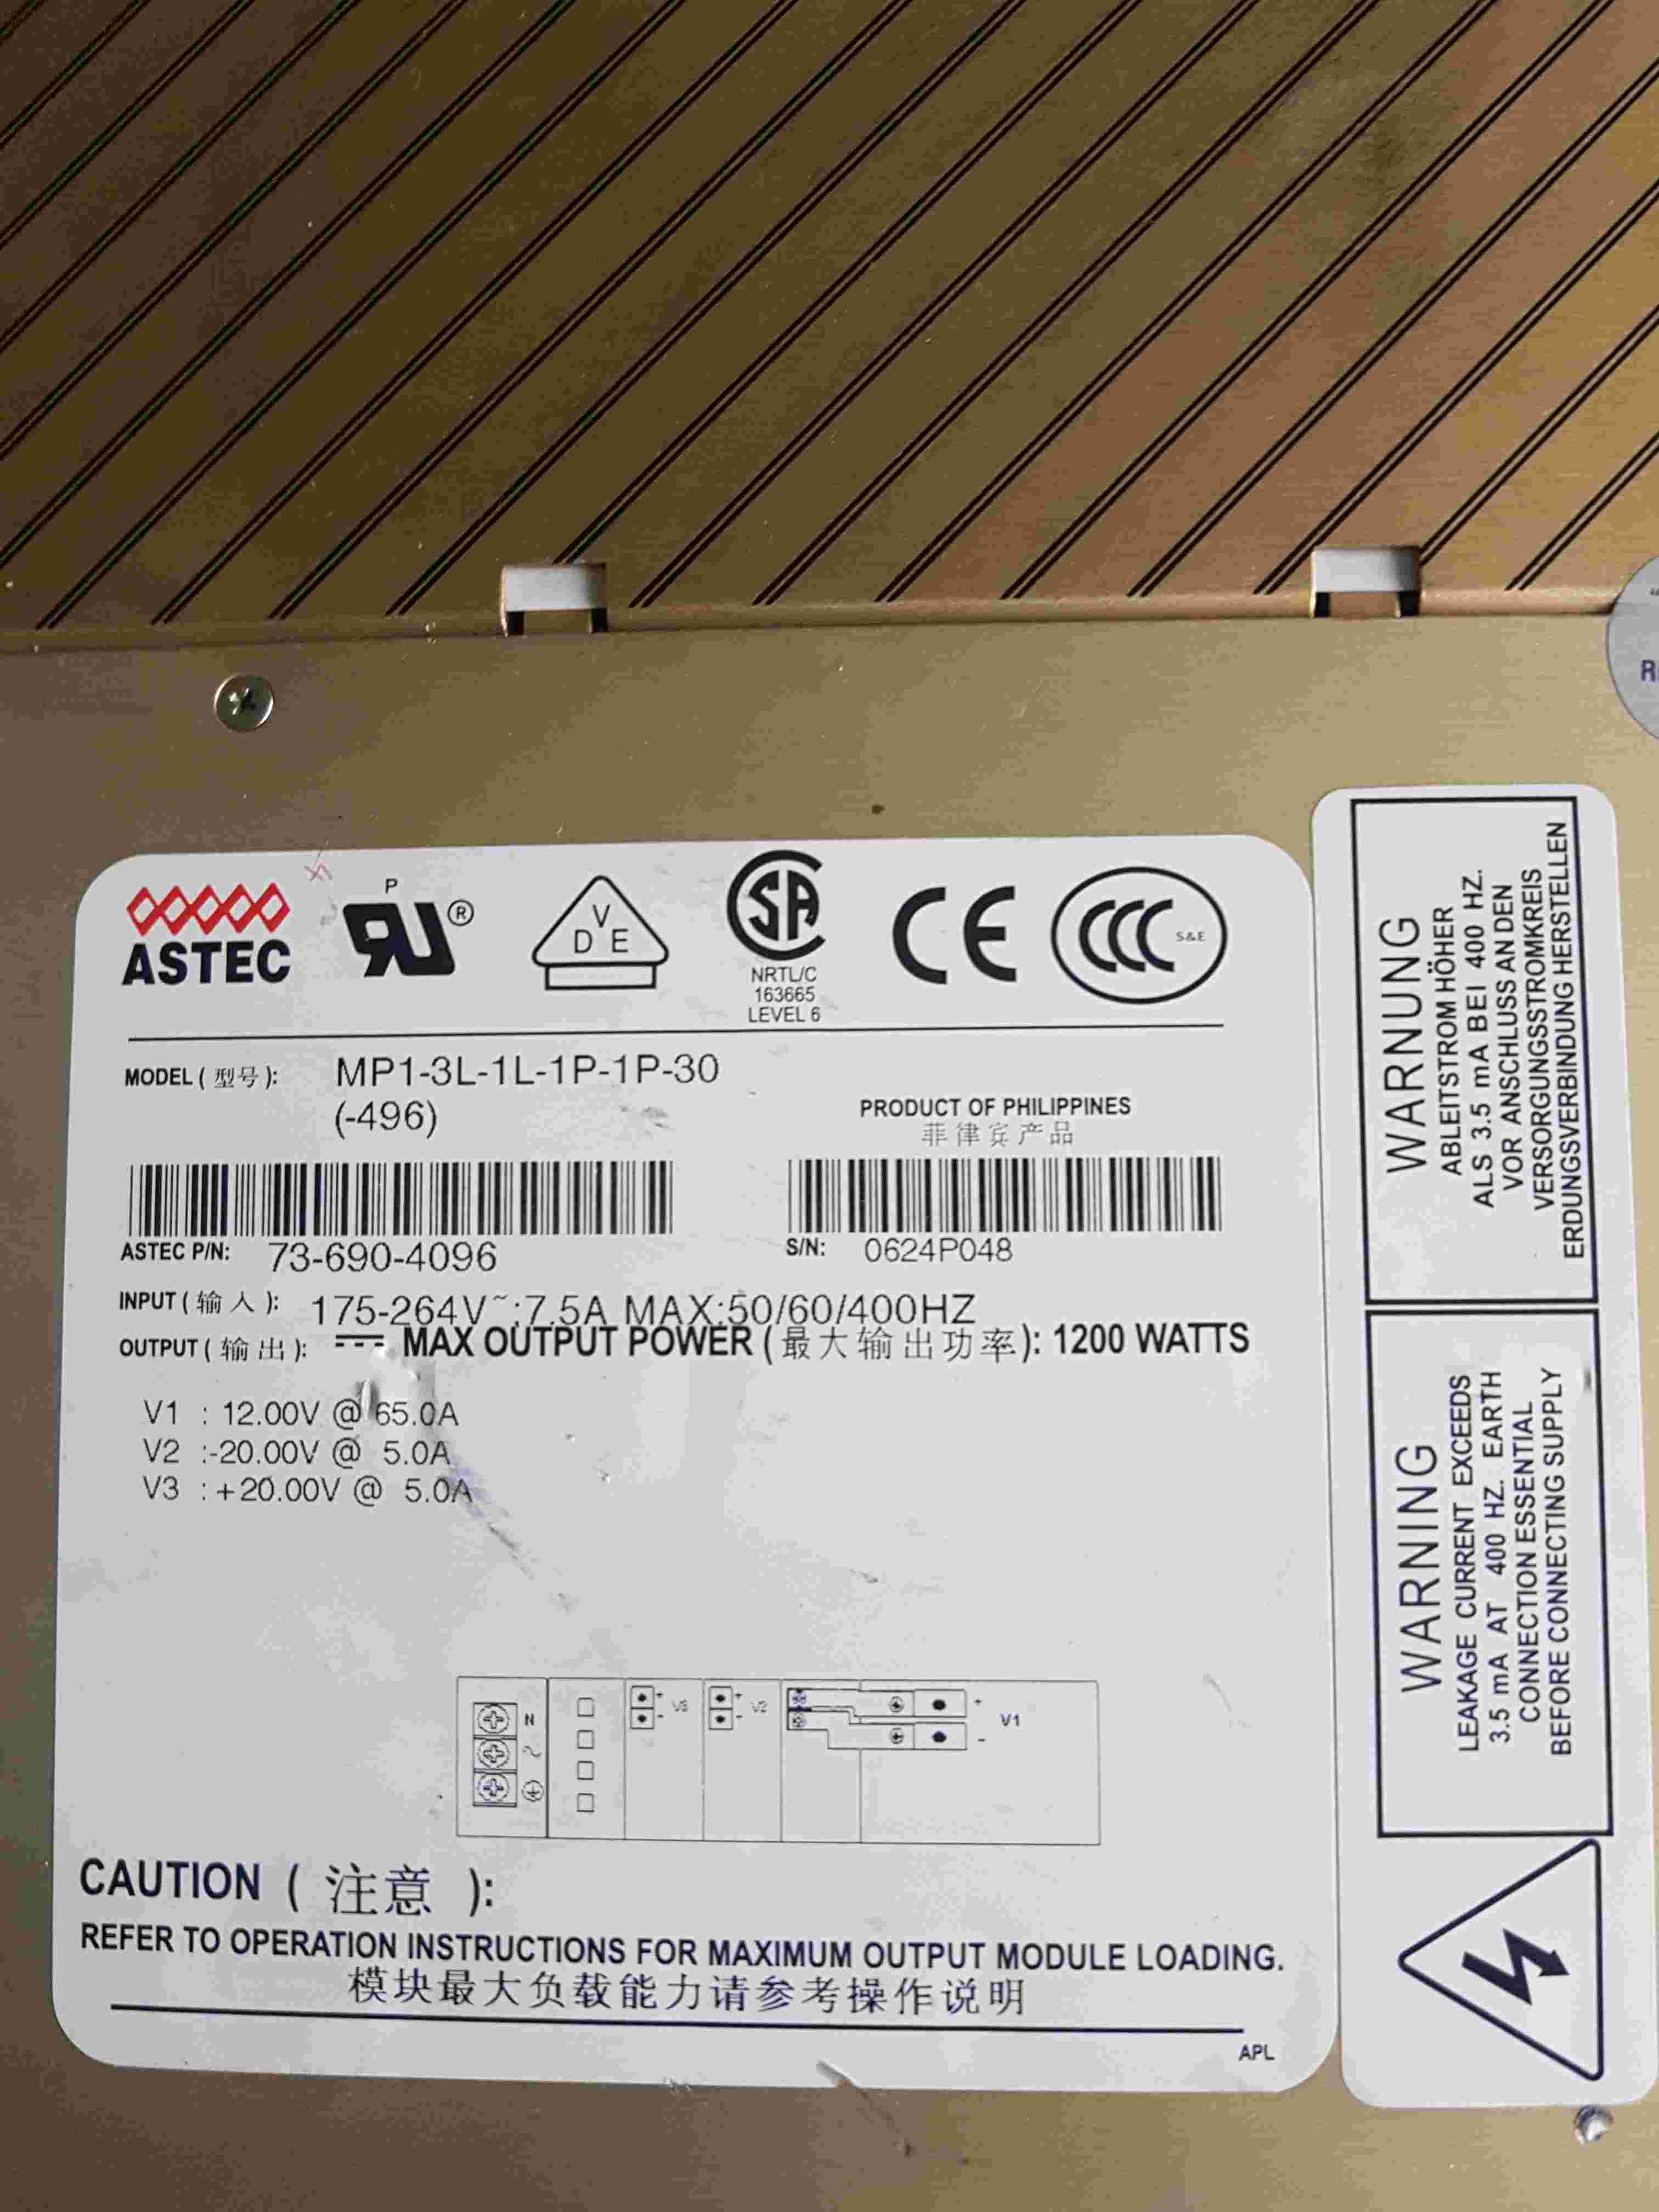 ASTEC
P
RU ®
V
D E
SA
NRTL/C
163665
LEVEL 6
CE
CCC
S&E
MODEL ( 型号 ): MP1-3L-1L-1P-1P-30
(-496)
PRODUCT OF PHILIPPINES
菲律宾产品
ASTEC P/N: 73-690-4096
S/N: 0624P048
INPUT ( 输入 ): 175-264V~:7.5A MAX:50/60/400HZ
OUTPUT ( 输出 ): MAX OUTPUT POWER ( 最大输出功率 ): 1200 WATTS
V1 : 12.00V @ 65.0A
V2 :-20.00V @ 5.0A
V3 : +20.00V @ 5.0A
N
+
-
V3
+
-
V2
+
-
V1
CAUTION ( 注意 ):
REFER TO OPERATION INSTRUCTIONS FOR MAXIMUM OUTPUT MODULE LOADING.
模块最大负载能力请参考操作说明
APL
WARNUNG
ABLEITSTROM HÖHER
ALS 3.5 mA BEI 400 HZ.
VOR ANSCHLUSS AN DEN
VERSORGUNGSSTROMKREIS
ERDUNGSVERBINDUNG HERSTELLEN
WARNING
LEAKAGE CURRENT EXCEEDS
3.5 mA AT 400 HZ. EARTH
CONNECTION ESSENTIAL
BEFORE CONNECTING SUPPLY